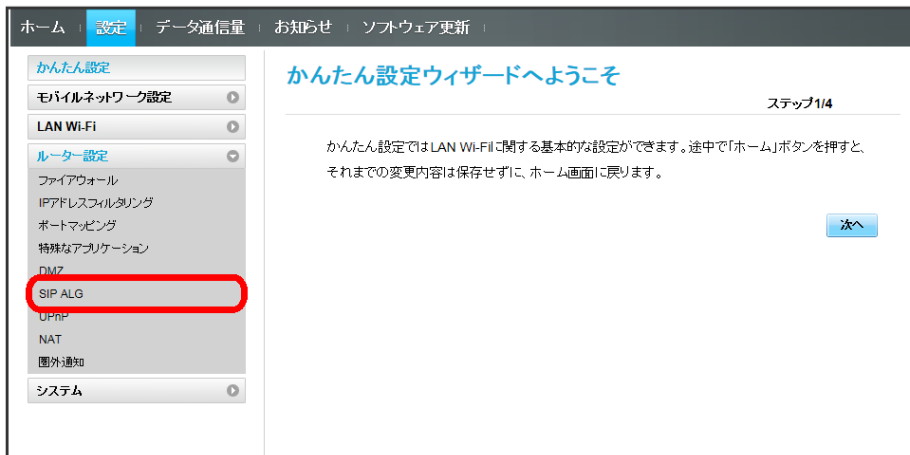 ホーム 設定 データ通信量 お知らせ ソフトウェア更新
かんたん設定
モバイルネットワーク設定
LAN Wi-Fi
ルーター設定
ファイアウォール
IPアドレスフィルタリング
ポートマッピング
特殊なアプリケーション
DMZ
SIP ALG
UPnP
NAT
圏外通知
システム
かんたん設定ウィザードへようこそ
ステップ1/4
かんたん設定ではLAN Wi-Fiに関する基本的な設定ができます。途中で「ホーム」ボタンを押すと、
それまでの変更内容は保存せずに、ホーム画面に戻ります。
次へ